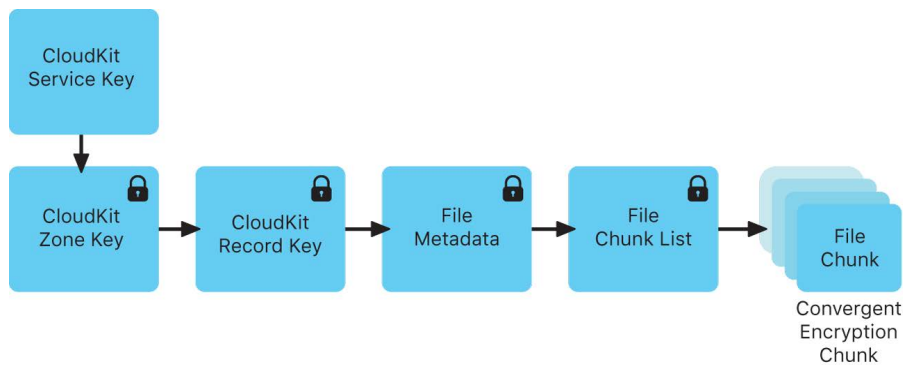 CloudKit
Service Key
CloudKit
Zone Key
CloudKit
Record Key
File
Metadata
File
Chunk List
File
Chunk
Convergent
Encryption
Chunk